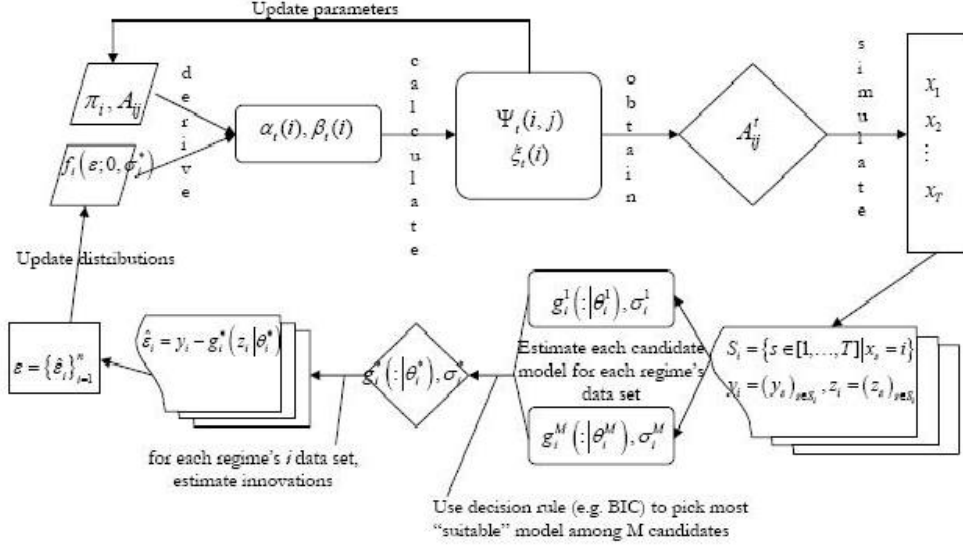 Update parameters
π_i, A_ij
f_i(ε; 0, σ_i^*)
derive
α_t(i), β_t(i)
calculate
Ψ_t(i, j)
ξ_t(i)
obtain
A_ij^t
simulate
x_1
x_2
⋮
x_T
Update distributions
ε = {ε̂_i}_{i=1}^n
ε̂_i = y_i − g_i^*(z_i|θ_i^*)
g_i^*(:|θ_i^*), σ_i^*
g_i^1(:|θ_i^1), σ_i^1
Estimate each candidate
model for each regime's
data set
g_i^M(:|θ_i^M), σ_i^M
S_i = {s ∈ [1,…,T]|x_s = i}
y_i = (y_s)_{s∈S_i}, z_i = (z_s)_{s∈S_i}
for each regime's i data set,
estimate innovations
Use decision rule (e.g. BIC) to pick most
“suitable” model among M candidates